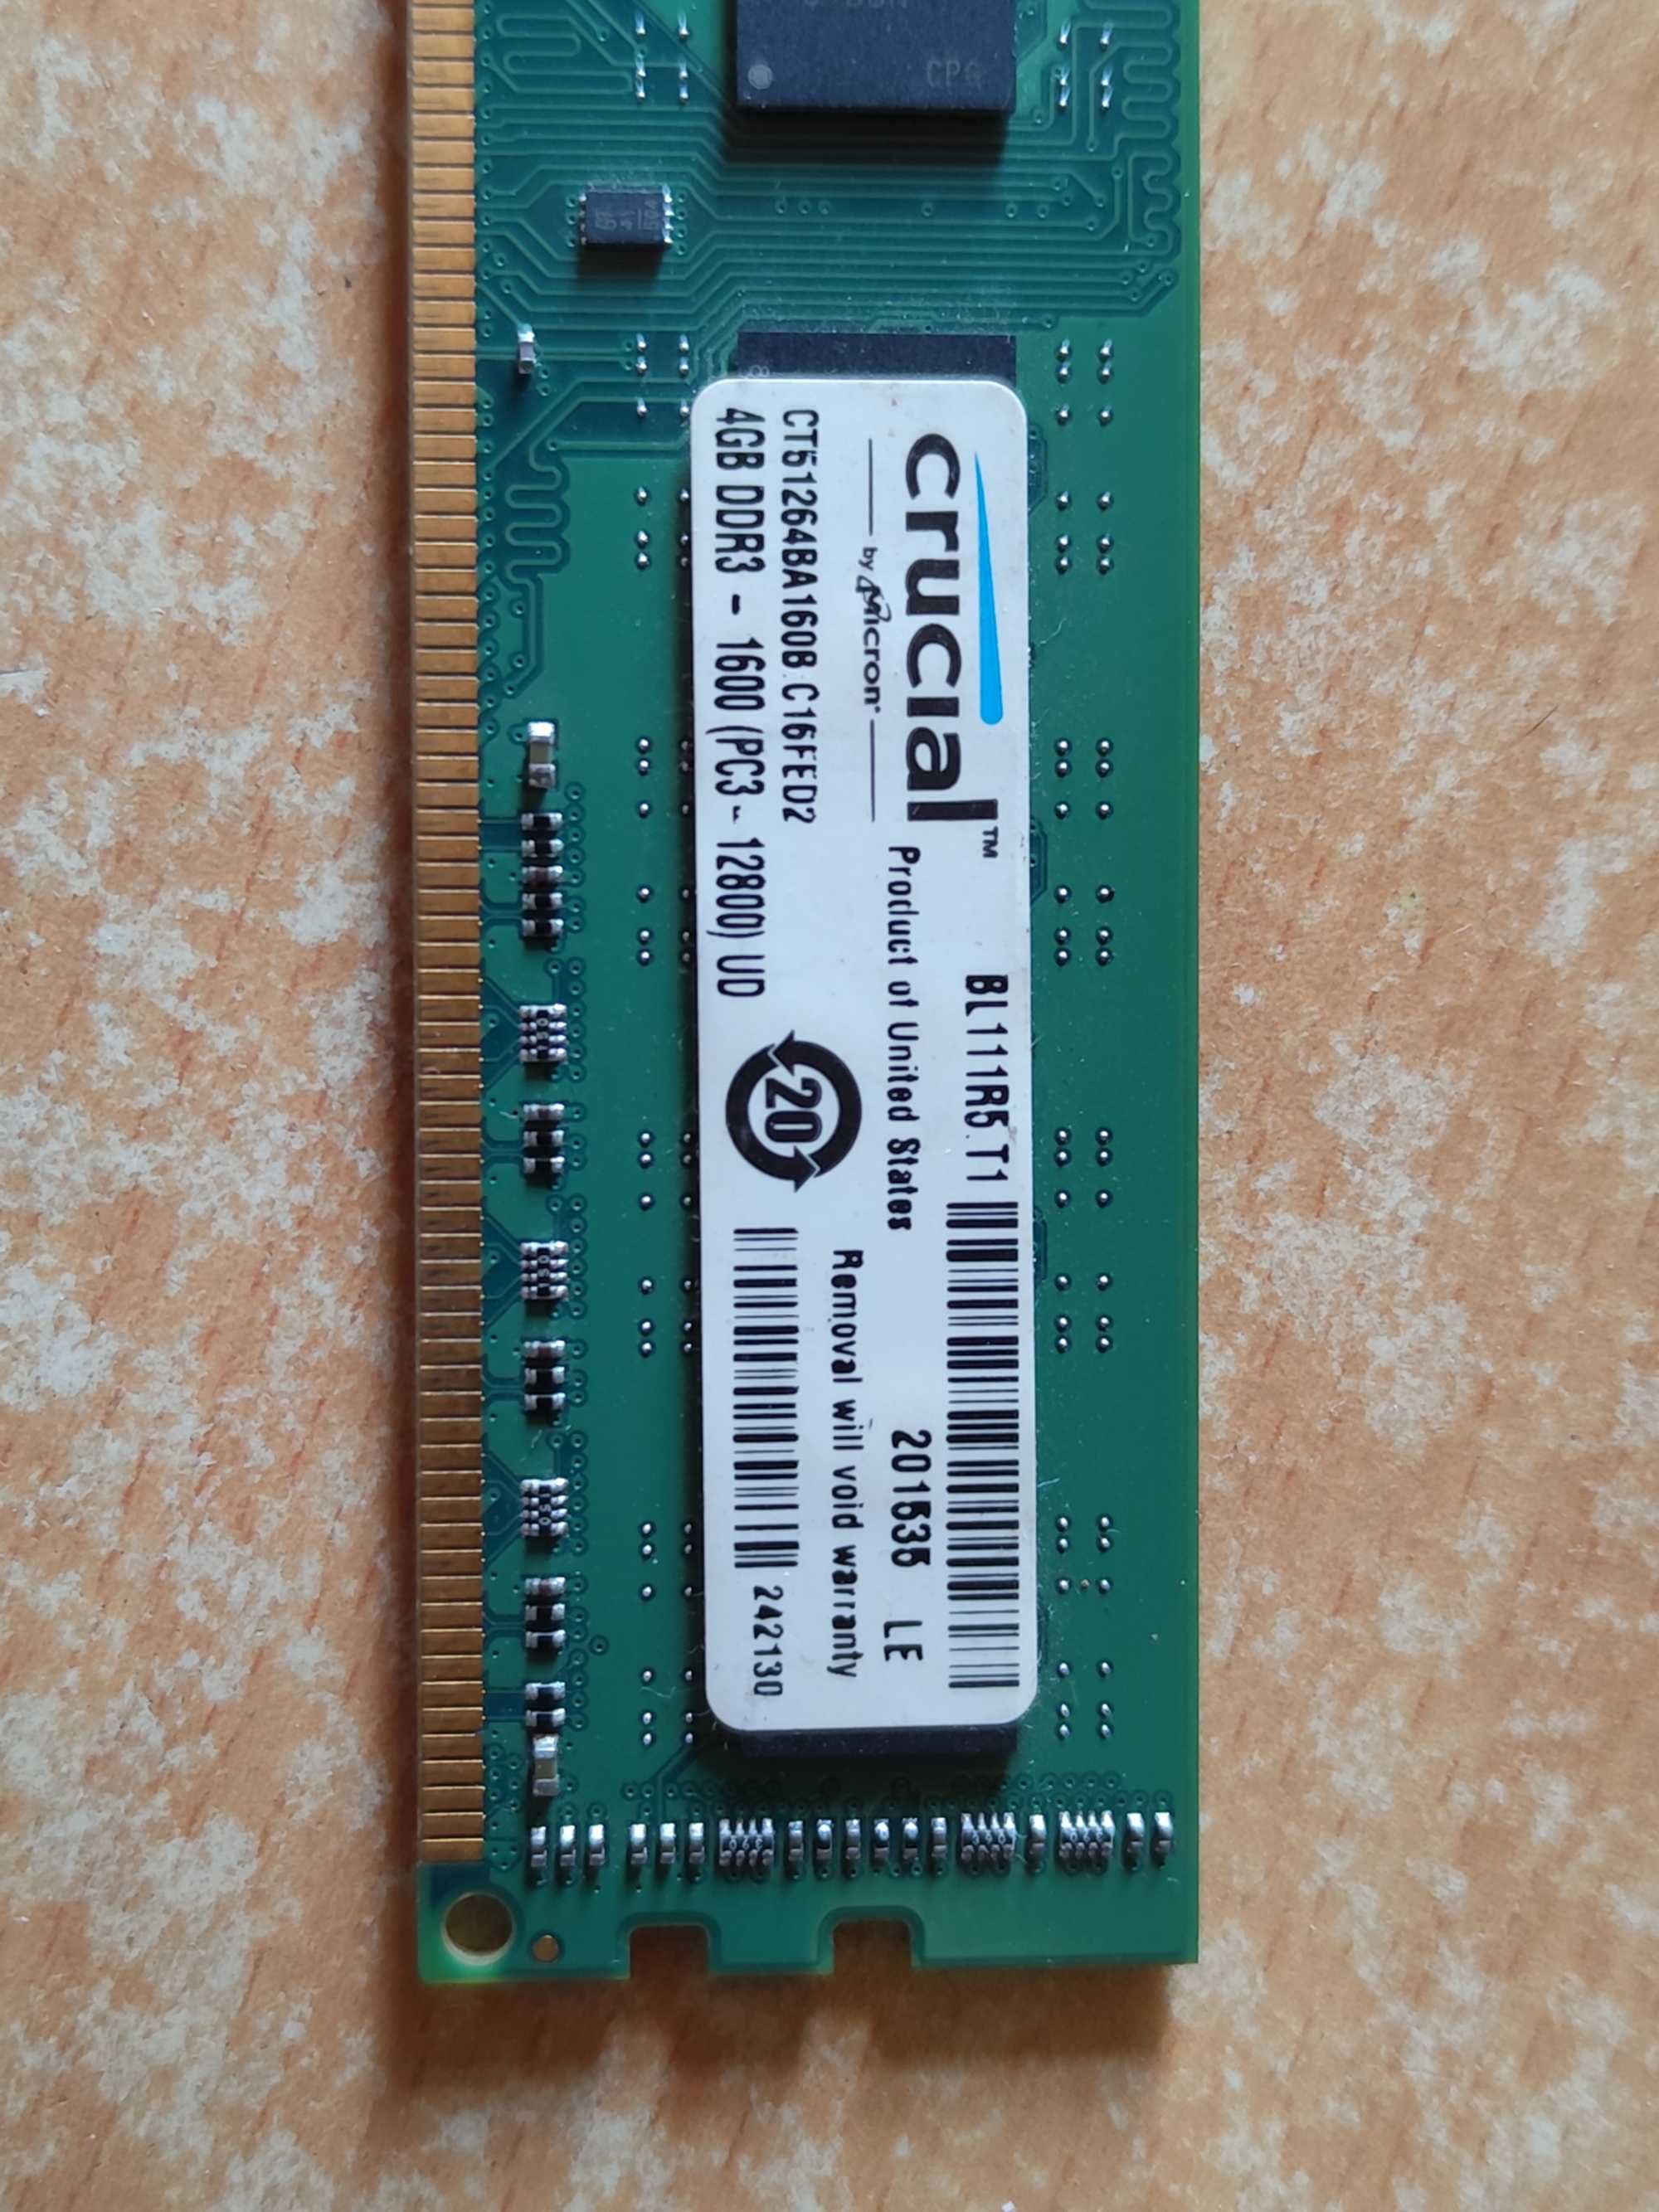 crucial™
by Micron®
CT51264BA160B.C16FED2
4GB DDR3 - 1600 (PC3- 12800) UD
BL111R5.T1
Product of United States
201535 LE
20
Removal will void warranty
2421130